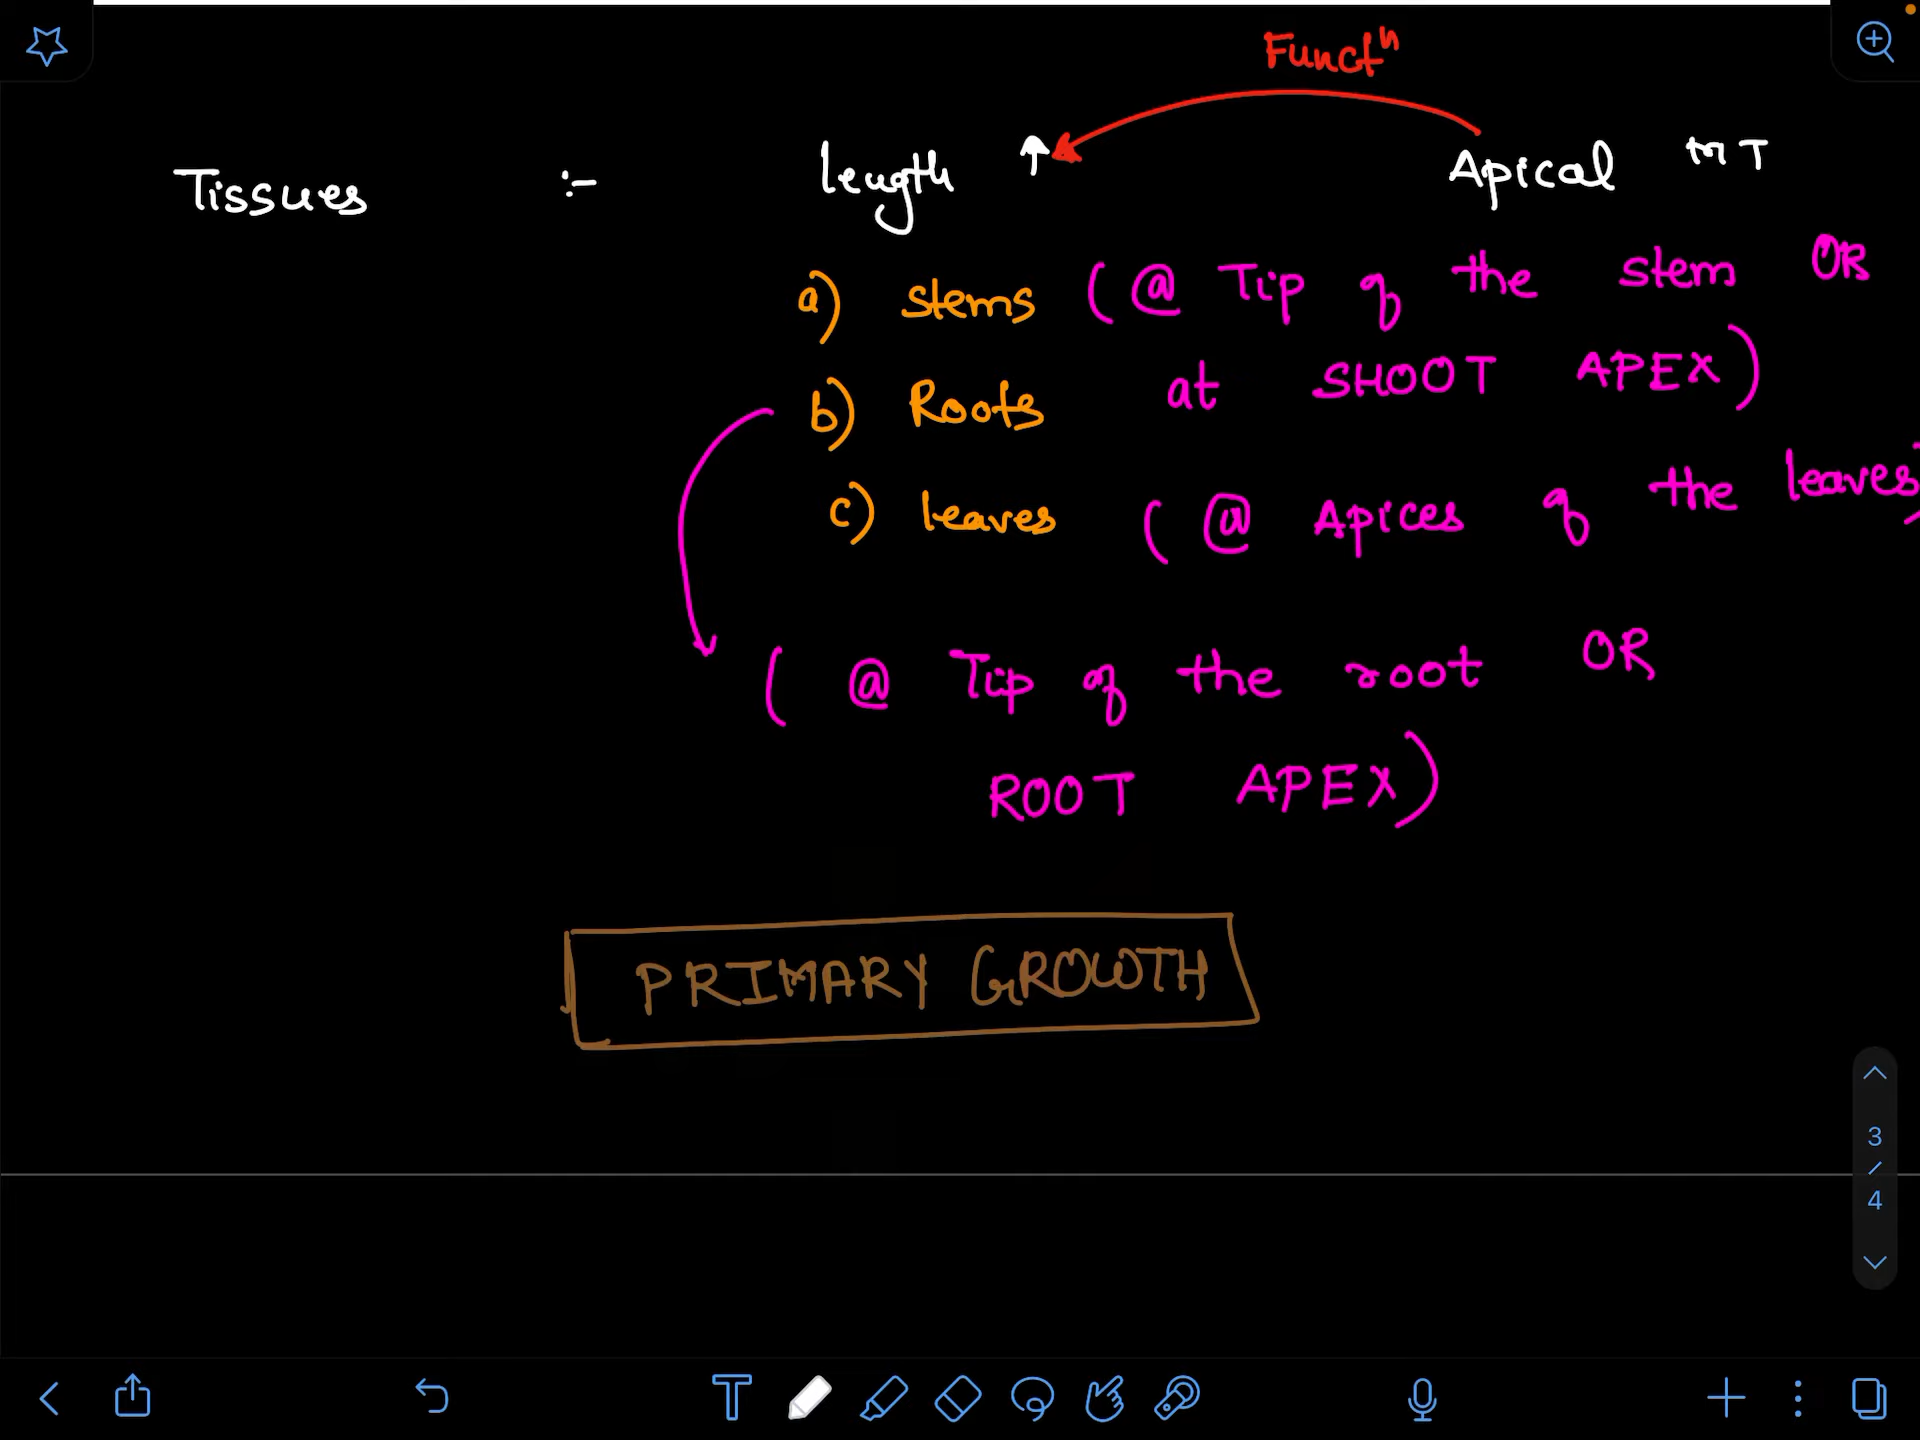 Functⁿ
Tissues :- length ↑ Apical mT
a) stems (@ Tip of the stem OR
at SHOOT APEX)
b) Roots
c) leaves (@ Apices of the leaves)
(@ Tip of the root OR
ROOT APEX)
PRIMARY GROWTH
3
/
4